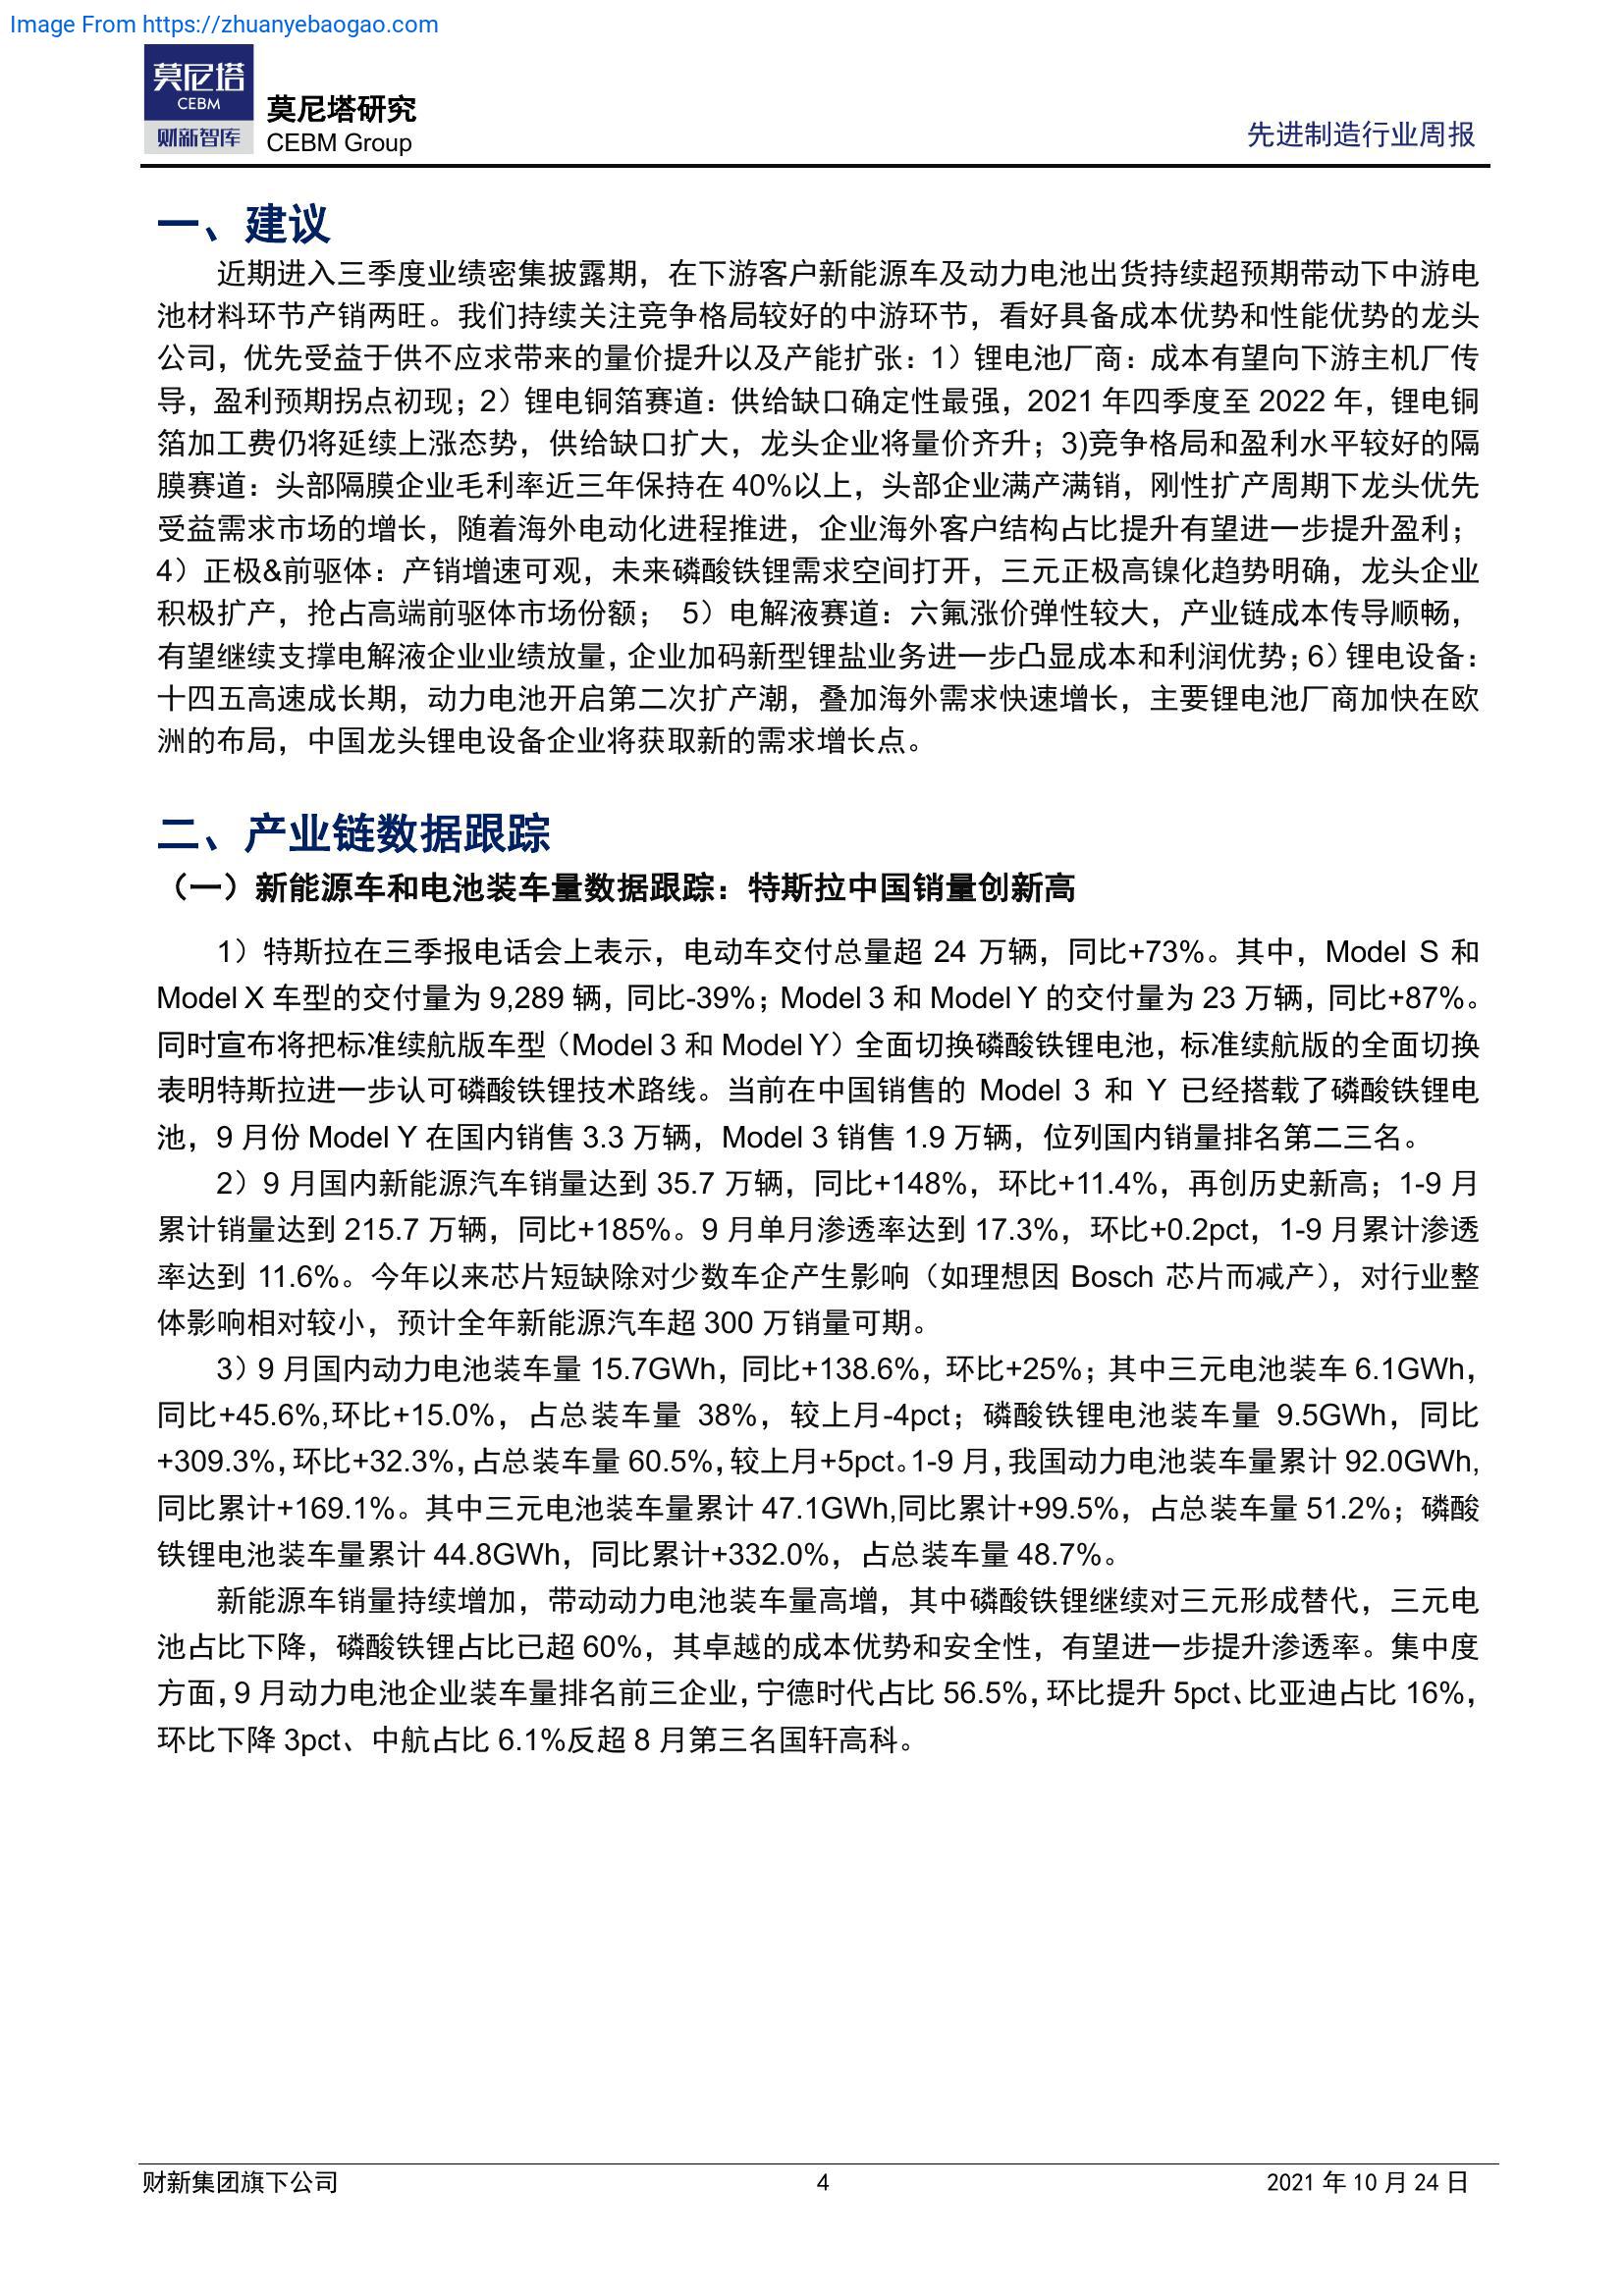 Image From https://zhuanyebaogao.com
莫尼塔
CEBM
财新智库
莫尼塔研究
CEBM Group
先进制造行业周报
一、建议
近期进入三季度业绩密集披露期，在下游客户新能源车及动力电池出货持续超预期带动下中游电
池材料环节产销两旺。我们持续关注竞争格局较好的中游环节，看好具备成本优势和性能优势的龙头
公司，优先受益于供不应求带来的量价提升以及产能扩张：1）锂电池厂商：成本有望向下游主机厂传
导，盈利预期拐点初现；2）锂电铜箔赛道：供给缺口确定性最强，2021 年四季度至 2022 年，锂电铜
箔加工费仍将延续上涨态势，供给缺口扩大，龙头企业将量价齐升；3)竞争格局和盈利水平较好的隔
膜赛道：头部隔膜企业毛利率近三年保持在 40%以上，头部企业满产满销，刚性扩产周期下龙头优先
受益需求市场的增长，随着海外电动化进程推进，企业海外客户结构占比提升有望进一步提升盈利；
4）正极&前驱体：产销增速可观，未来磷酸铁锂需求空间打开，三元正极高镍化趋势明确，龙头企业
积极扩产，抢占高端前驱体市场份额； 5）电解液赛道：六氟涨价弹性较大，产业链成本传导顺畅，
有望继续支撑电解液企业业绩放量，企业加码新型锂盐业务进一步凸显成本和利润优势；6）锂电设备：
十四五高速成长期，动力电池开启第二次扩产潮，叠加海外需求快速增长，主要锂电池厂商加快在欧
洲的布局，中国龙头锂电设备企业将获取新的需求增长点。
二、产业链数据跟踪
（一）新能源车和电池装车量数据跟踪：特斯拉中国销量创新高
1）特斯拉在三季报电话会上表示，电动车交付总量超 24 万辆，同比+73%。其中，Model S 和
Model X 车型的交付量为 9,289 辆，同比-39%；Model 3 和 Model Y 的交付量为 23 万辆，同比+87%。
同时宣布将把标准续航版车型（Model 3 和 Model Y）全面切换磷酸铁锂电池，标准续航版的全面切换
表明特斯拉进一步认可磷酸铁锂技术路线。当前在中国销售的 Model 3 和 Y 已经搭载了磷酸铁锂电
池，9 月份 Model Y 在国内销售 3.3 万辆，Model 3 销售 1.9 万辆，位列国内销量排名第二三名。
2）9 月国内新能源汽车销量达到 35.7 万辆，同比+148%，环比+11.4%，再创历史新高；1-9 月
累计销量达到 215.7 万辆，同比+185%。9 月单月渗透率达到 17.3%，环比+0.2pct，1-9 月累计渗透
率达到 11.6%。今年以来芯片短缺除对少数车企产生影响（如理想因 Bosch 芯片而减产），对行业整
体影响相对较小，预计全年新能源汽车超 300 万销量可期。
3）9 月国内动力电池装车量 15.7GWh，同比+138.6%，环比+25%；其中三元电池装车 6.1GWh，
同比+45.6%,环比+15.0%，占总装车量 38%，较上月-4pct；磷酸铁锂电池装车量 9.5GWh，同比
+309.3%，环比+32.3%，占总装车量 60.5%，较上月+5pct。1-9 月，我国动力电池装车量累计 92.0GWh,
同比累计+169.1%。其中三元电池装车量累计 47.1GWh,同比累计+99.5%，占总装车量 51.2%；磷酸
铁锂电池装车量累计 44.8GWh，同比累计+332.0%，占总装车量 48.7%。
新能源车销量持续增加，带动动力电池装车量高增，其中磷酸铁锂继续对三元形成替代，三元电
池占比下降，磷酸铁锂占比已超 60%，其卓越的成本优势和安全性，有望进一步提升渗透率。集中度
方面，9 月动力电池企业装车量排名前三企业，宁德时代占比 56.5%，环比提升 5pct、比亚迪占比 16%，
环比下降 3pct、中航占比 6.1%反超 8 月第三名国轩高科。
财新集团旗下公司
4
2021 年 10 月 24 日